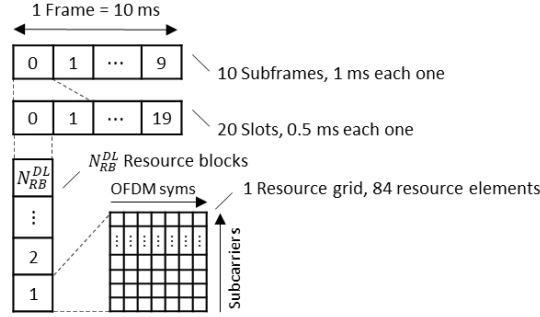 1 Frame = 10 ms
0 1 ... 9
10 Subframes, 1 ms each one
0 1 ... 19
20 Slots, 0.5 ms each one
N_RB^DL Resource blocks
N_RB^DL
⋮
2
1
OFDM syms
1 Resource grid, 84 resource elements
⋮ ⋮ ⋮ ⋮ ⋮ ⋮ ⋮
Subcarriers